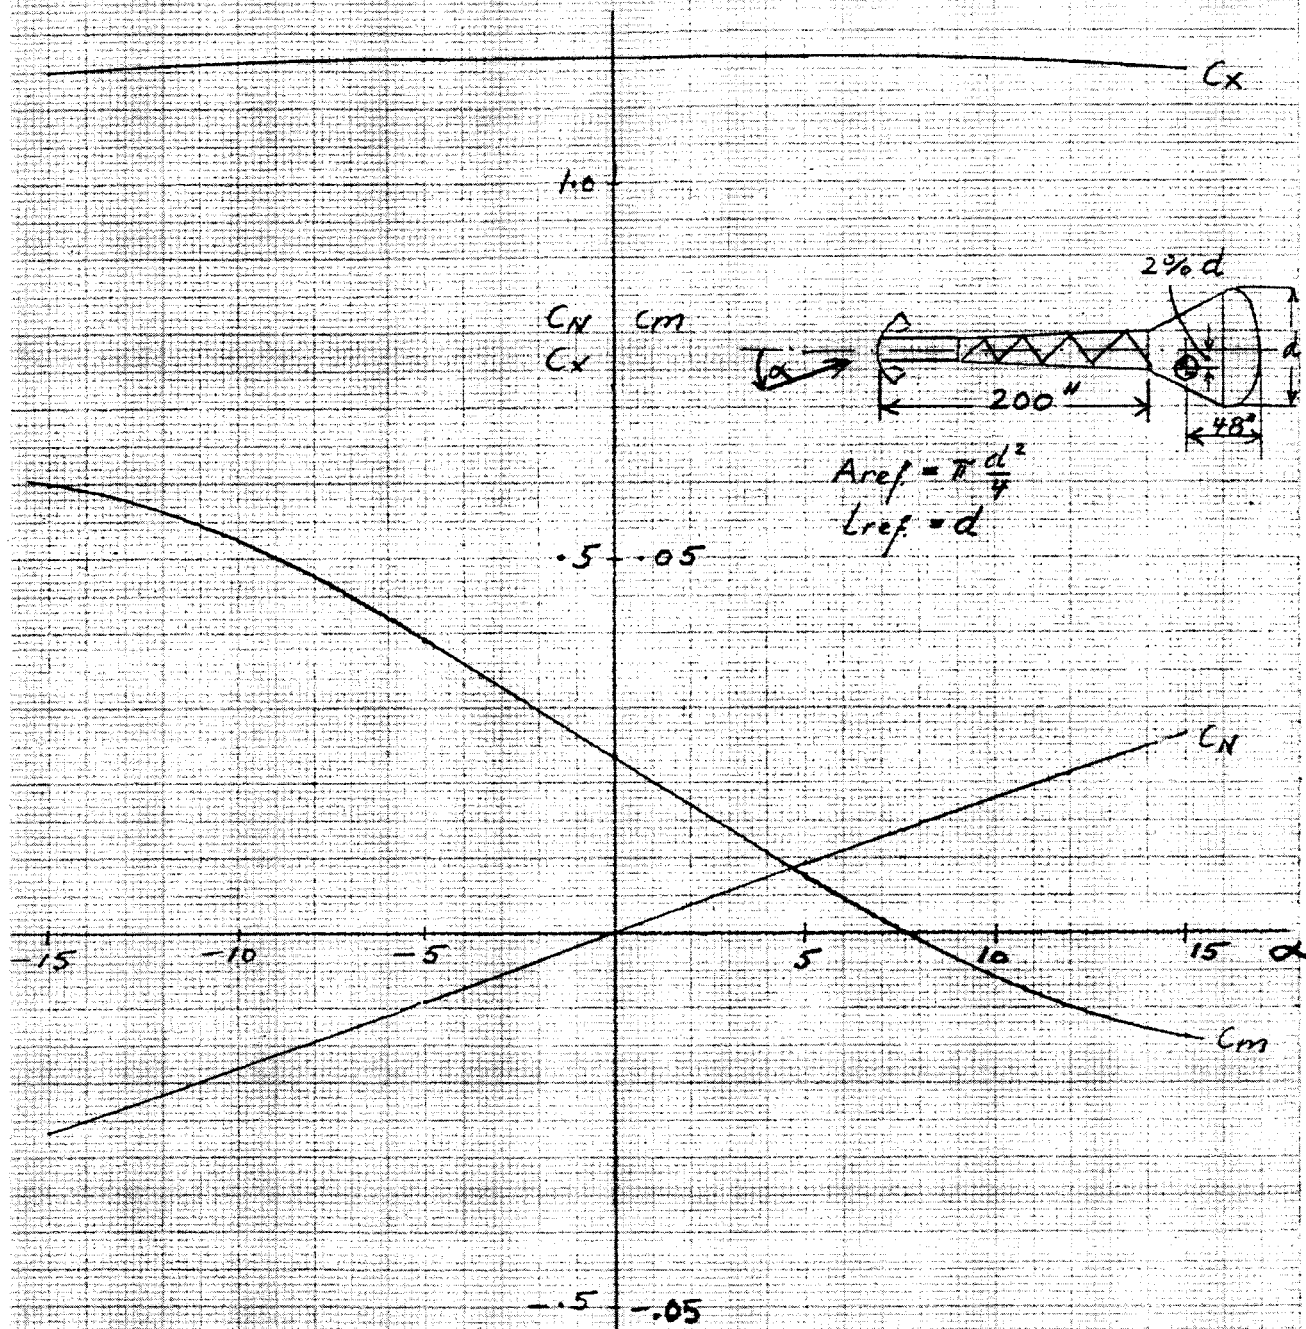 Cx
1.0
2% d
CN Cm
Cx
α
d
200"
48"
Aref. = π d²/4
lref. = d
.5 .05
CN
-15 -10 -5 5 10 15 α
Cm
-.5 -.05